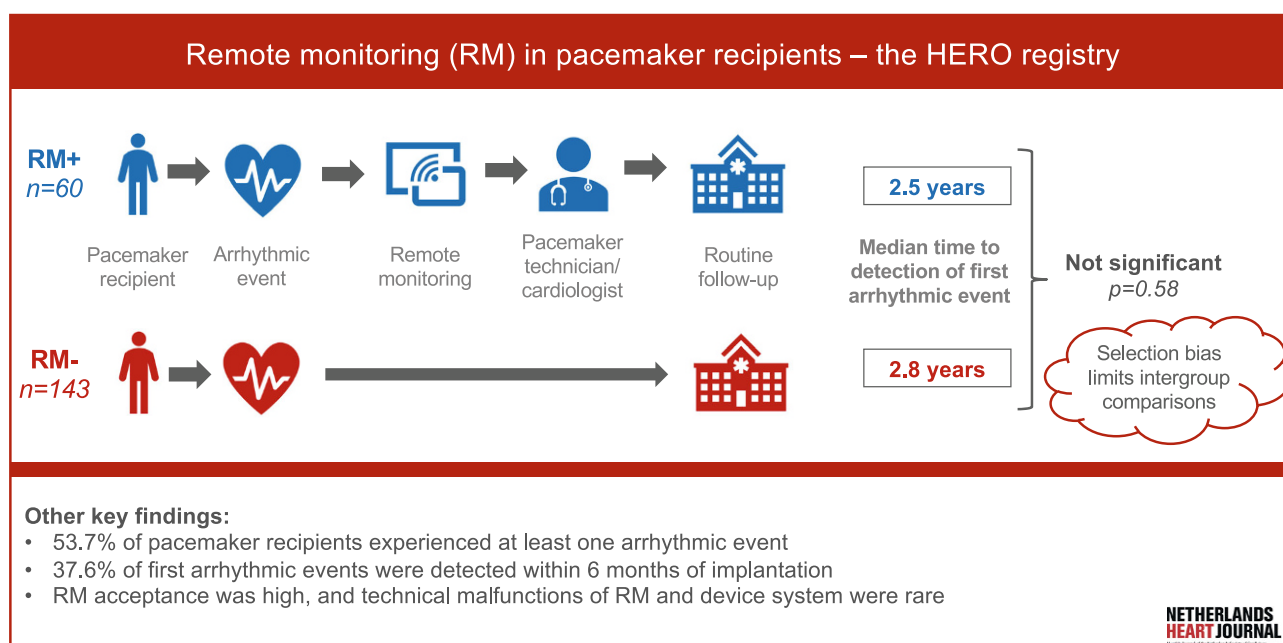 Remote monitoring (RM) in pacemaker recipients – the HERO registry
RM+
n=60
Pacemaker
recipient
Arrhythmic
event
Remote
monitoring
Pacemaker
technician/
cardiologist
Routine
follow-up
2.5 years
Median time to
detection of first
arrhythmic event
Not significant
p=0.58
RM-
n=143
2.8 years
Selection bias
limits intergroup
comparisons
Other key findings:
• 53.7% of pacemaker recipients experienced at least one arrhythmic event
• 37.6% of first arrhythmic events were detected within 6 months of implantation
• RM acceptance was high, and technical malfunctions of RM and device system were rare
NETHERLANDS
HEART JOURNAL